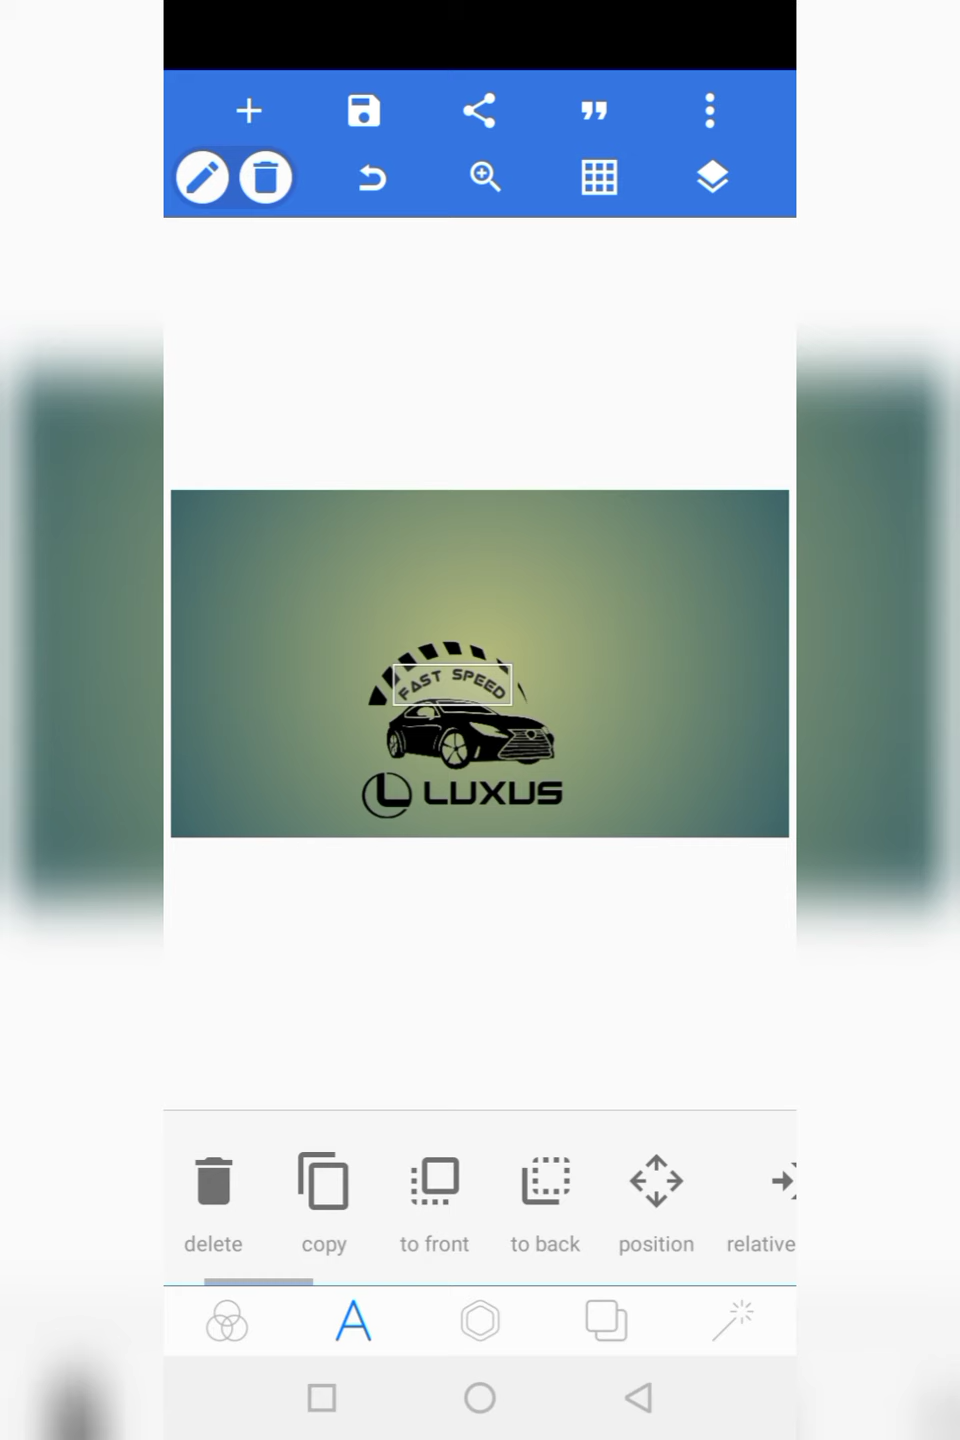 FAST SPEED
L LUXUS
delete copy to front to back position relative
A